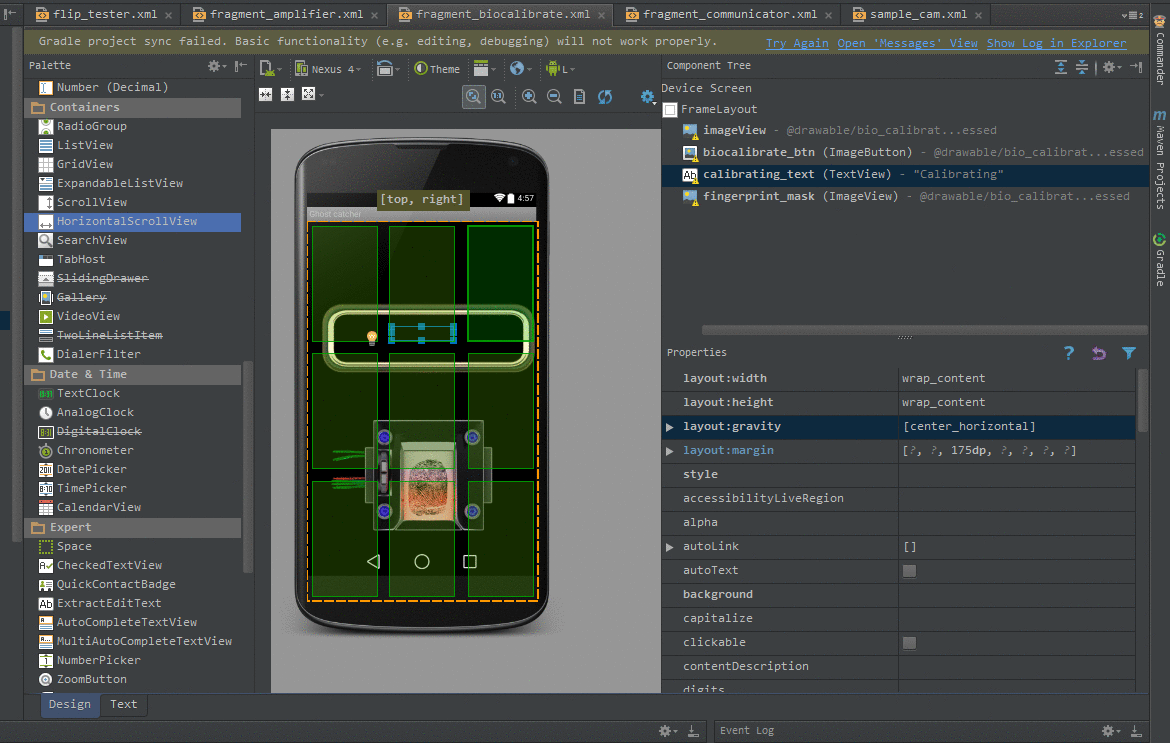 flip_tester.xml × fragment_amplifier.xml × fragment_biocalibrate.xml × fragment_communicator.xml × sample_cam.xml × 2
Gradle project sync failed. Basic functionality (e.g. editing, debugging) will not work properly. Try Again Open 'Messages' View Show Log in Explorer
Palette
Number (Decimal)
Containers
RadioGroup
ListView
GridView
ExpandableListView
ScrollView
HorizontalScrollView
SearchView
TabHost
SlidingDrawer
Gallery
VideoView
TwoLineListItem
DialerFilter
Date & Time
TextClock
AnalogClock
DigitalClock
Chronometer
DatePicker
TimePicker
CalendarView
Expert
Space
CheckedTextView
QuickContactBadge
ExtractEditText
AutoCompleteTextView
MultiAutoCompleteTextView
NumberPicker
ZoomButton
Design Text
Nexus 4 Theme L
[top, right]
4:57
Ghost catcher
Component Tree
Device Screen
FrameLayout
imageView - @drawable/bio_calibrat...essed
biocalibrate_btn (ImageButton) - @drawable/bio_calibrat...essed
Ab calibrating_text (TextView) - "Calibrating"
fingerprint_mask (ImageView) - @drawable/bio_calibrat...essed
Properties ?
layout:width wrap_content
layout:height wrap_content
layout:gravity [center_horizontal]
layout:margin [?, ?, 175dp, ?, ?, ?, ?]
style
accessibilityLiveRegion
alpha
autoLink []
autoText
background
capitalize
clickable
contentDescription
digits
Event Log
Commander
m Maven Projects
Gradle